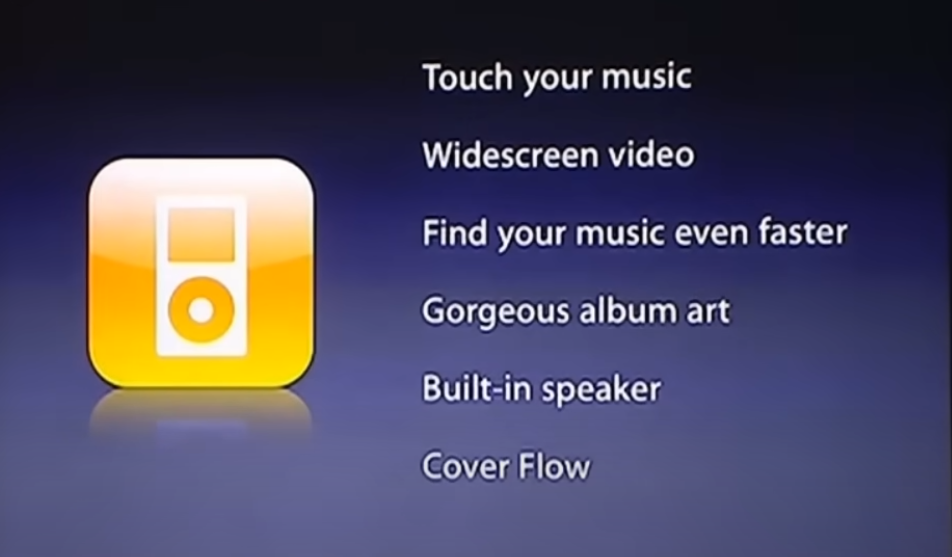 Touch your music
Widescreen video
Find your music even faster
Gorgeous album art
Built-in speaker
Cover Flow